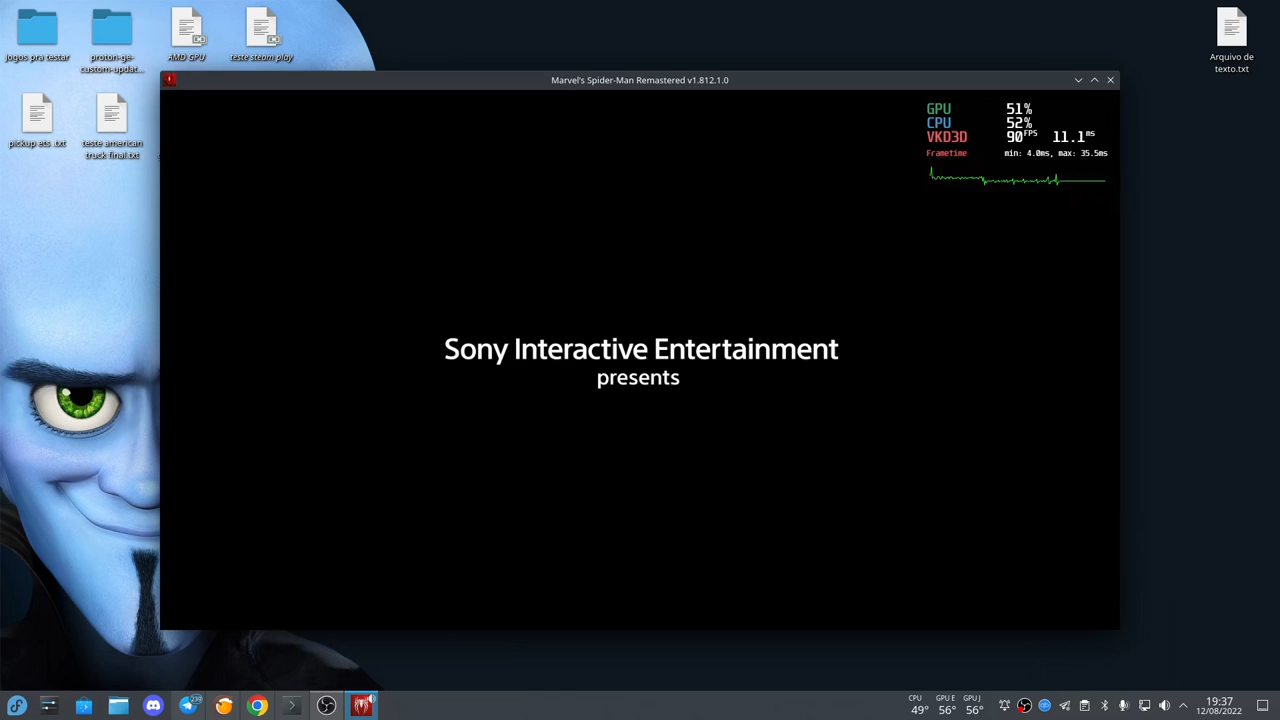 Jogos pra testar
proton-ge-
custom-updat...
AMD GPU
teste steam play
Arquivo de
texto.txt
pickup ets .txt
teste american
truck final.txt
Marvel's Spider-Man Remastered v1.812.1.0
GPU 51%
CPU 52%
VKD3D 90 FPS 11.1 ms
Frametime min: 4.0ms, max: 35.5ms
Sony Interactive Entertainment
presents
239
CPU GPU E GPU J
49° 56° 56°
19:37
12/08/2022